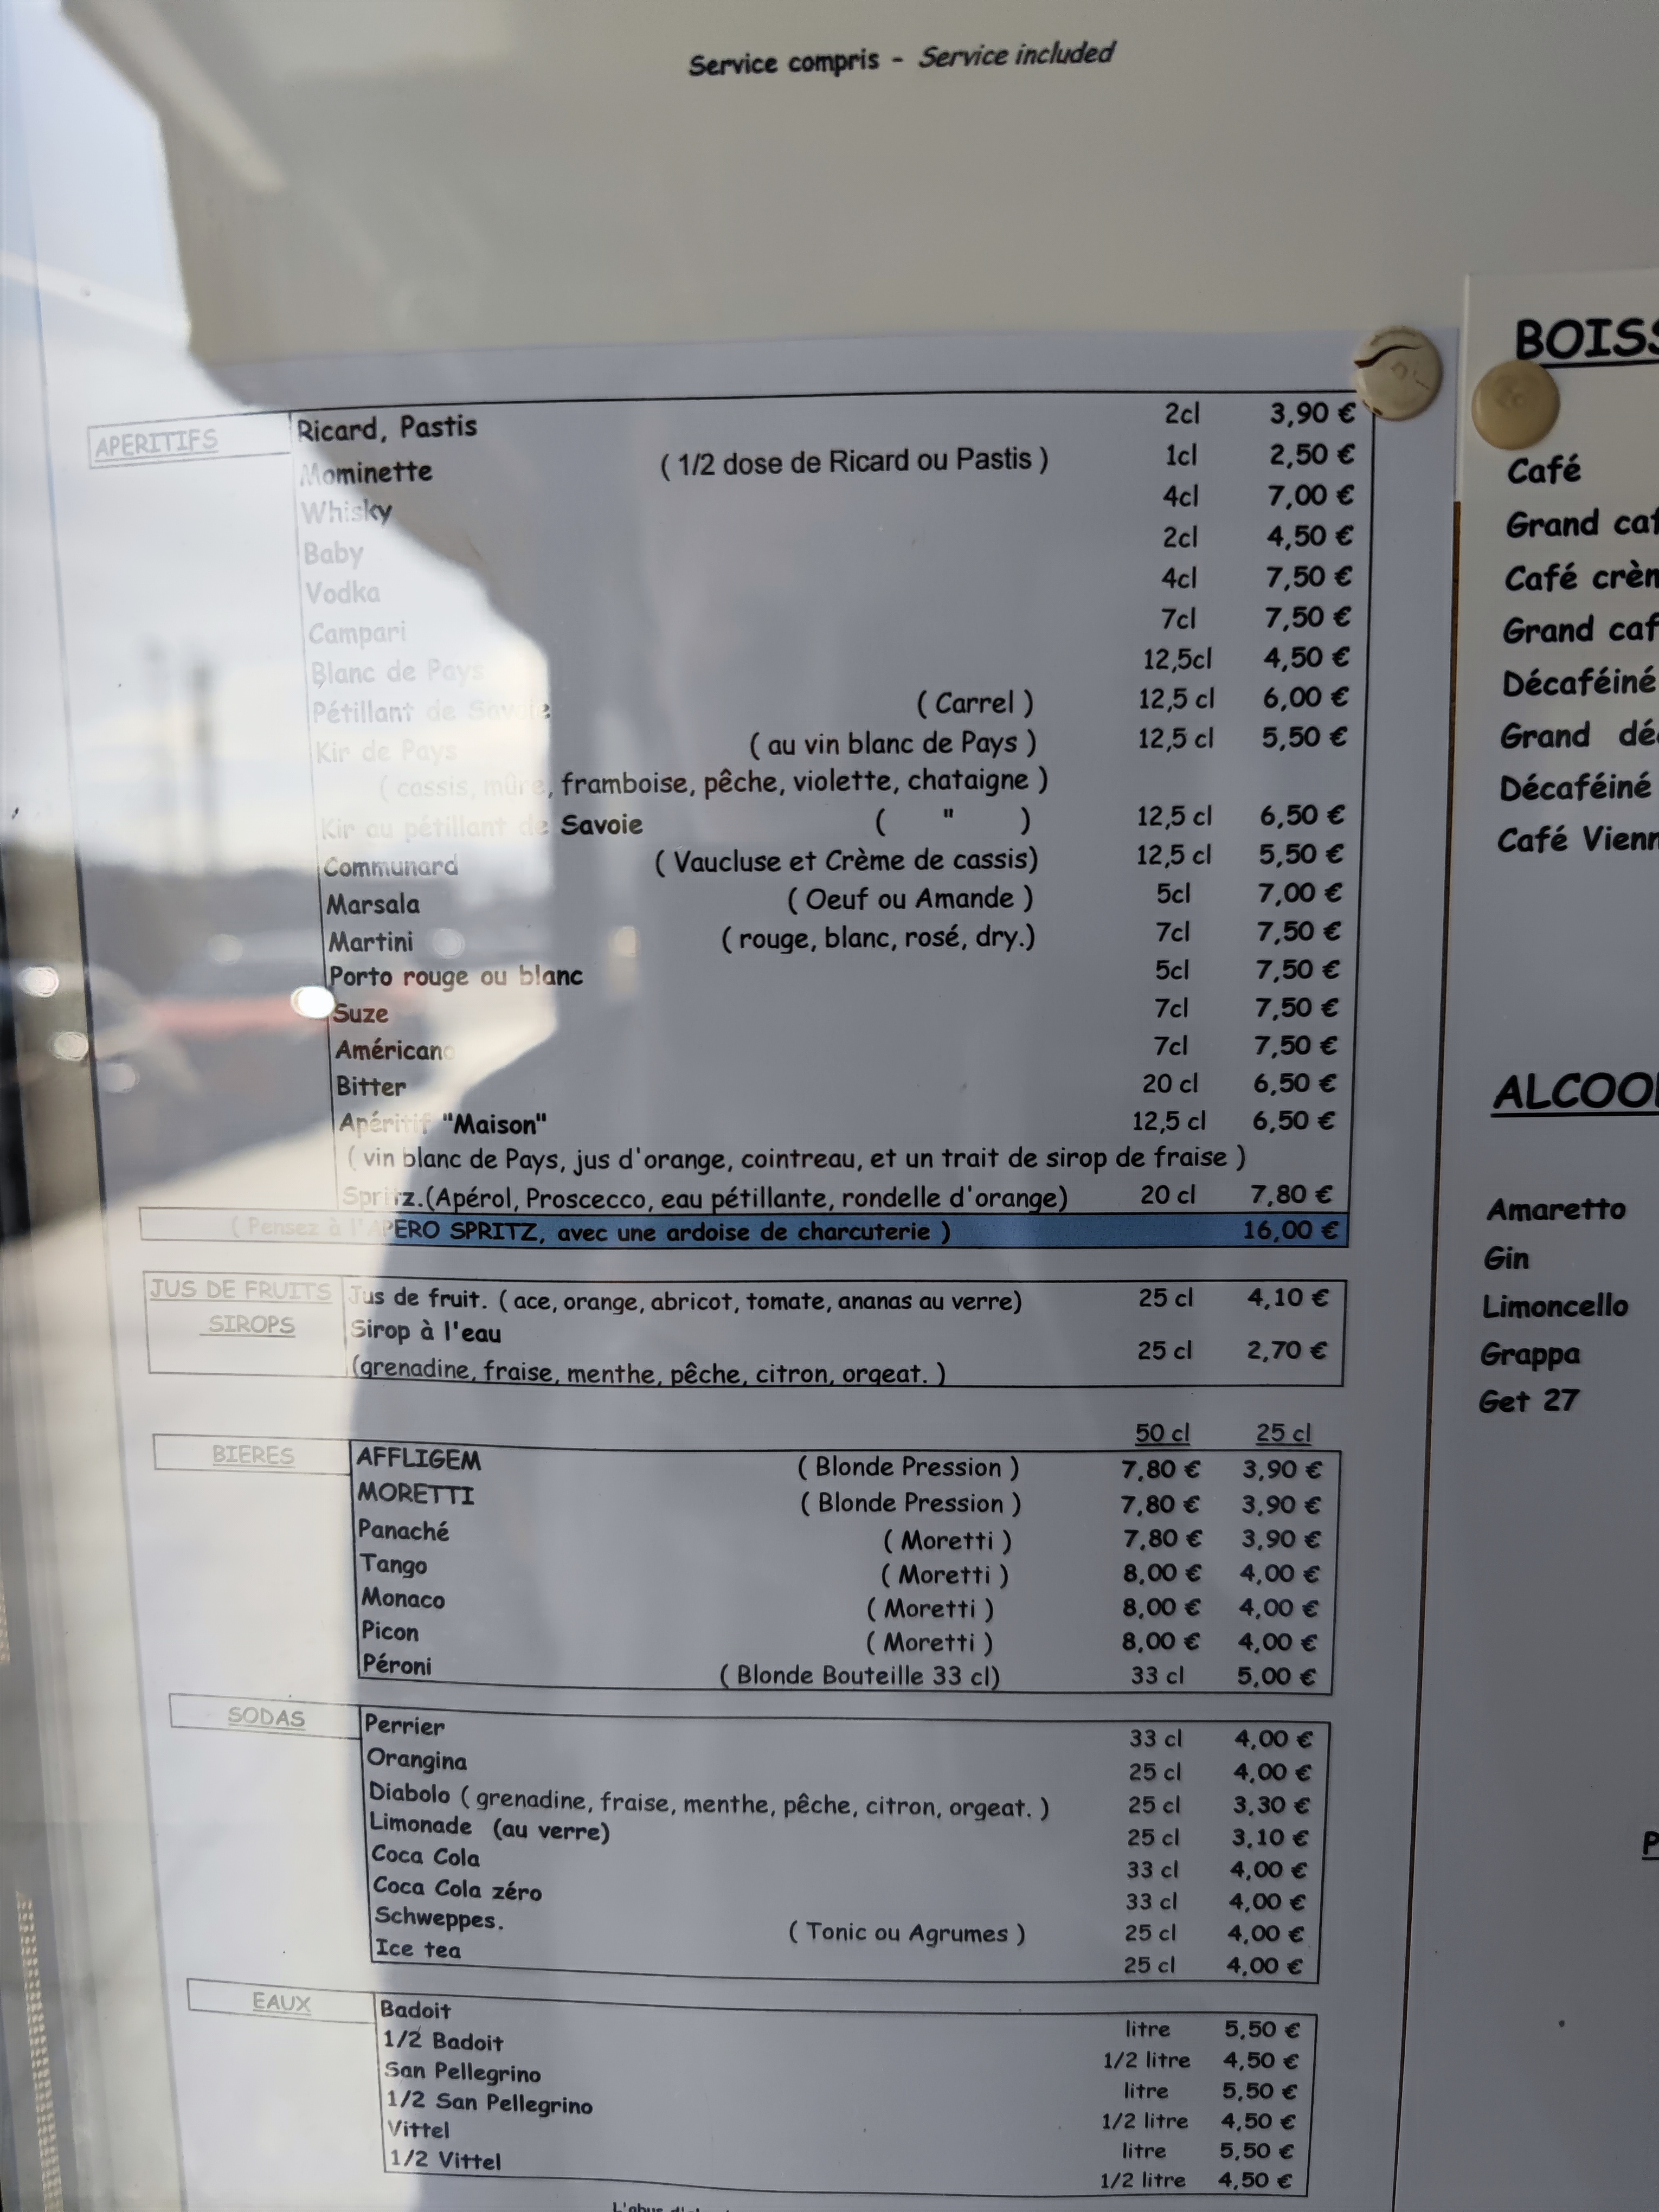 Service compris - Service included
APERITIFS
Ricard, Pastis 2cl 3,90 €
Mominette ( 1/2 dose de Ricard ou Pastis ) 1cl 2,50 €
Whisky 4cl 7,00 €
Baby 2cl 4,50 €
Vodka 4cl 7,50 €
Campari 7cl 7,50 €
Blanc de Pays 12,5cl 4,50 €
Pétillant de Savoie ( Carrel ) 12,5 cl 6,00 €
Kir de Pays ( au vin blanc de Pays ) 12,5 cl 5,50 €
( cassis, mûre, framboise, pêche, violette, chataigne )
Kir au pétillant de Savoie ( " ) 12,5 cl 6,50 €
Communard ( Vaucluse et Crème de cassis) 12,5 cl 5,50 €
Marsala ( Oeuf ou Amande ) 5cl 7,00 €
Martini ( rouge, blanc, rosé, dry.) 7cl 7,50 €
Porto rouge ou blanc 5cl 7,50 €
Suze 7cl 7,50 €
Américano 7cl 7,50 €
Bitter 20 cl 6,50 €
Apéritif "Maison" 12,5 cl 6,50 €
( vin blanc de Pays, jus d'orange, cointreau, et un trait de sirop de fraise )
Spritz.(Apérol, Proscecco, eau pétillante, rondelle d'orange) 20 cl 7,80 €
( Pensez à l'APERO SPRITZ, avec une ardoise de charcuterie ) 16,00 €
JUS DE FRUITS
SIROPS
Jus de fruit. ( ace, orange, abricot, tomate, ananas au verre) 25 cl 4,10 €
Sirop à l'eau
(grenadine, fraise, menthe, pêche, citron, orgeat. ) 25 cl 2,70 €
50 cl 25 cl
BIERES
AFFLIGEM ( Blonde Pression ) 7,80 € 3,90 €
MORETTI ( Blonde Pression ) 7,80 € 3,90 €
Panaché ( Moretti ) 7,80 € 3,90 €
Tango ( Moretti ) 8,00 € 4,00 €
Monaco ( Moretti ) 8,00 € 4,00 €
Picon ( Moretti ) 8,00 € 4,00 €
Péroni ( Blonde Bouteille 33 cl) 33 cl 5,00 €
SODAS
Perrier 33 cl 4,00 €
Orangina 25 cl 4,00 €
Diabolo ( grenadine, fraise, menthe, pêche, citron, orgeat. ) 25 cl 3,30 €
Limonade (au verre) 25 cl 3,10 €
Coca Cola 33 cl 4,00 €
Coca Cola zéro 33 cl 4,00 €
Schweppes. ( Tonic ou Agrumes ) 25 cl 4,00 €
Ice tea 25 cl 4,00 €
EAUX
Badoit litre 5,50 €
1/2 Badoit 1/2 litre 4,50 €
San Pellegrino litre 5,50 €
1/2 San Pellegrino 1/2 litre 4,50 €
Vittel litre 5,50 €
1/2 Vittel 1/2 litre 4,50 €
Café
Grand
Décaféiné
Grand
Décaféiné
Café
Amaretto
Gin
Limoncello
Grappa
Get 27